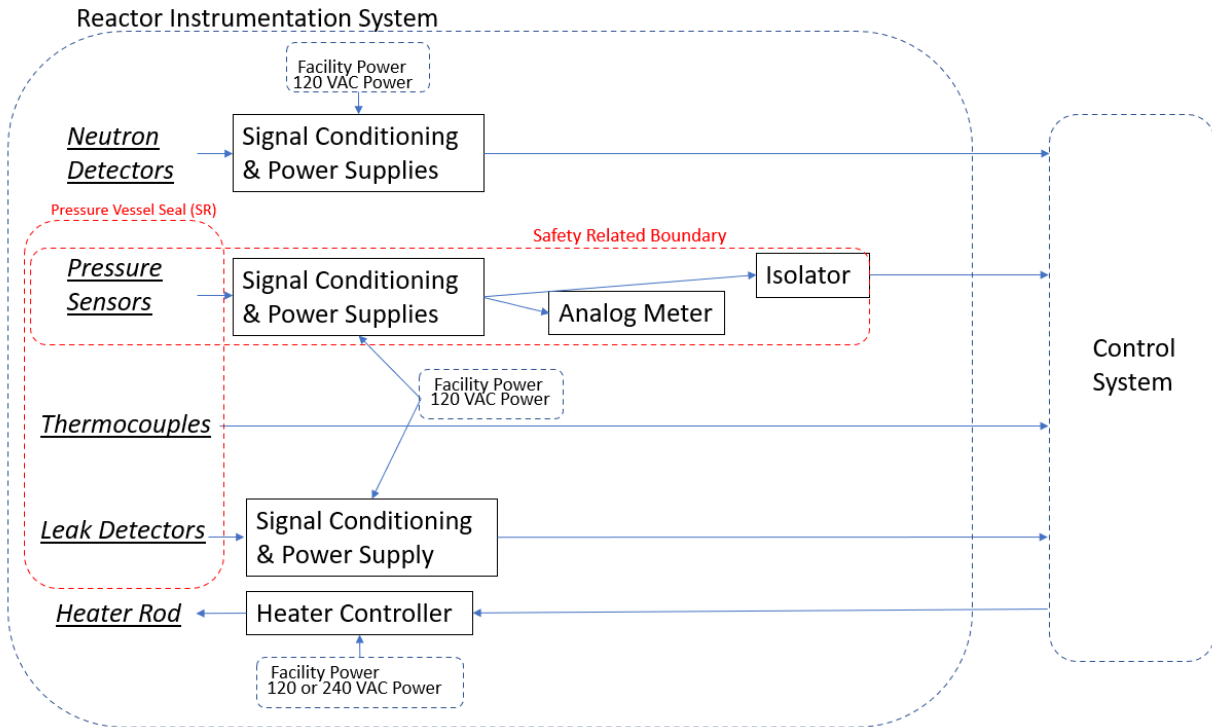 Reactor Instrumentation System
Facility Power
120 VAC Power
Neutron
Detectors
Signal Conditioning
& Power Supplies
Pressure Vessel Seal (SR)
Safety Related Boundary
Pressure
Sensors
Signal Conditioning
& Power Supplies
Analog Meter
Isolator
Control
System
Facility Power
120 VAC Power
Thermocouples
Leak Detectors
Signal Conditioning
& Power Supply
Heater Rod
Heater Controller
Facility Power
120 or 240 VAC Power